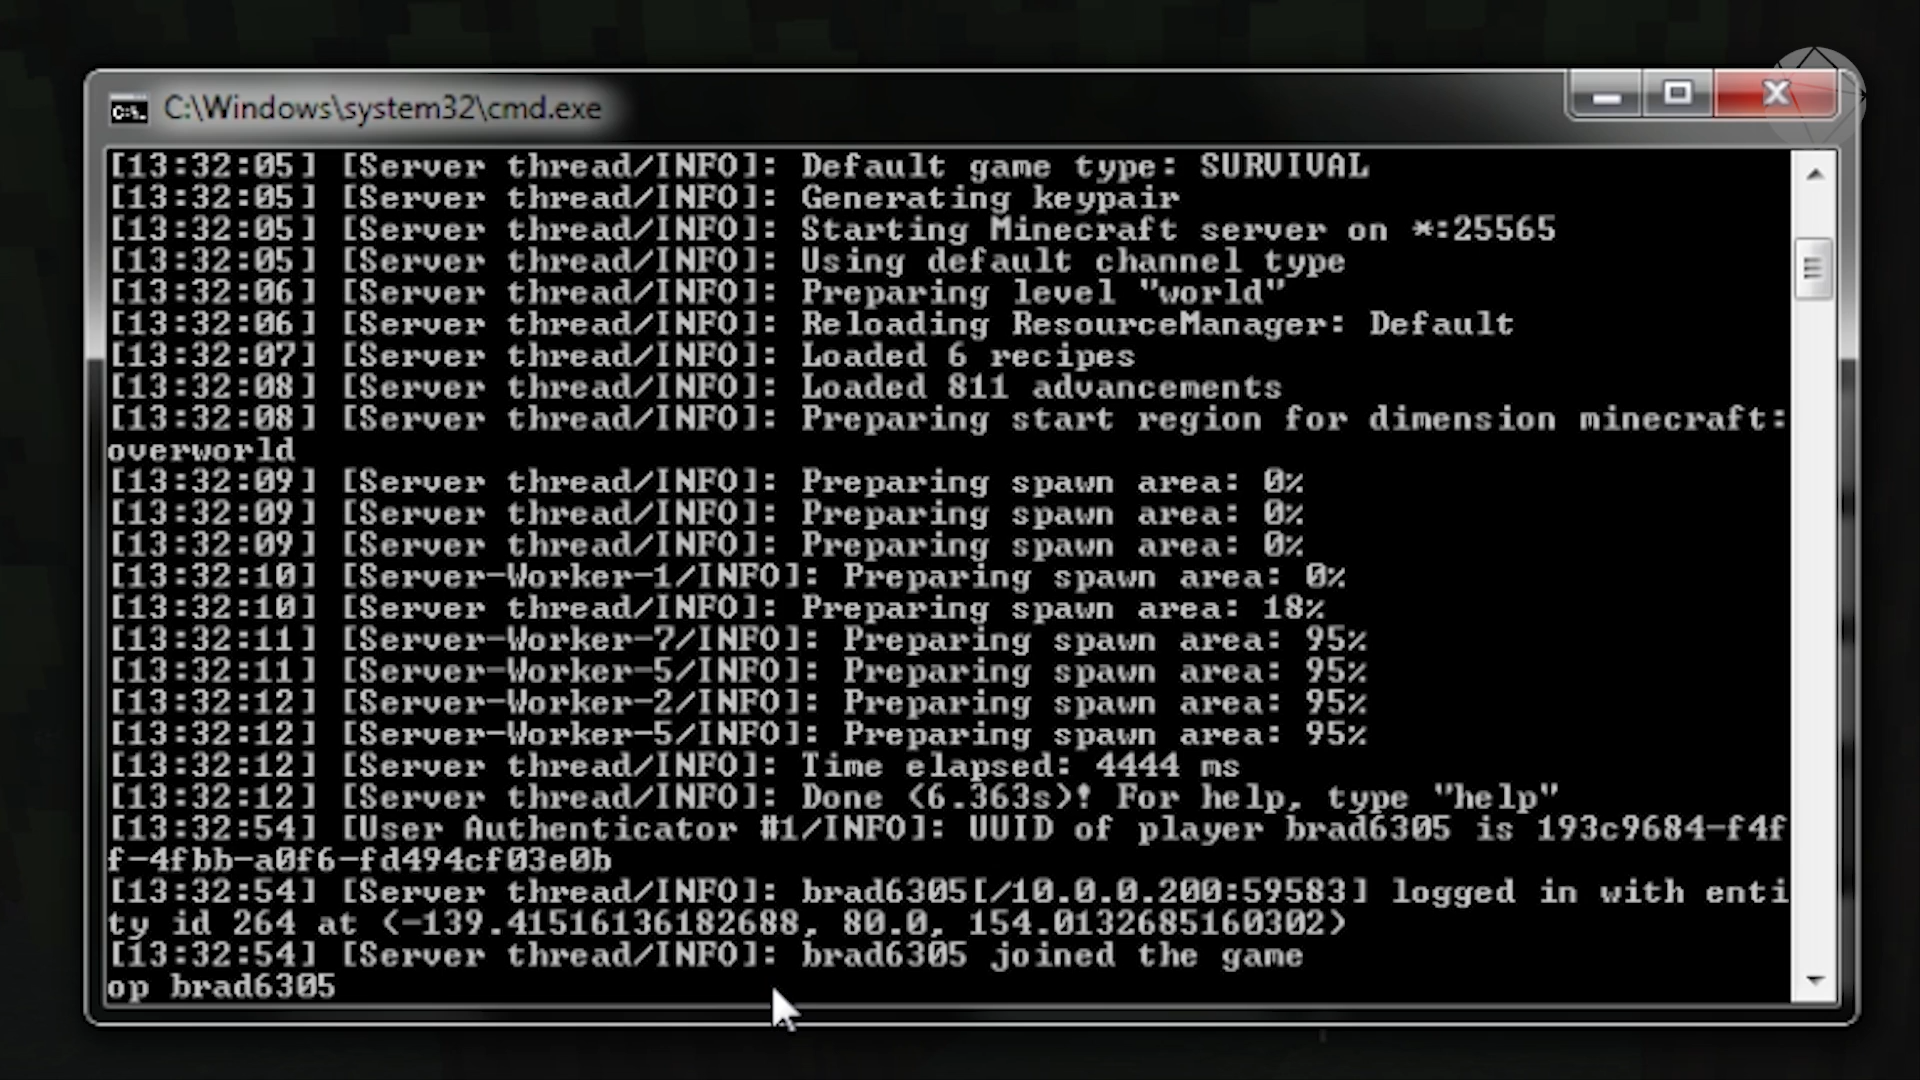 C:\Windows\system32\cmd.exe
[13:32:05] [Server thread/INFO]: Default game type: SURVIVAL
[13:32:05] [Server thread/INFO]: Generating keypair
[13:32:05] [Server thread/INFO]: Starting Minecraft server on *:25565
[13:32:05] [Server thread/INFO]: Using default channel type
[13:32:06] [Server thread/INFO]: Preparing level "world"
[13:32:06] [Server thread/INFO]: Reloading ResourceManager: Default
[13:32:07] [Server thread/INFO]: Loaded 6 recipes
[13:32:08] [Server thread/INFO]: Loaded 811 advancements
[13:32:08] [Server thread/INFO]: Preparing start region for dimension minecraft:
overworld
[13:32:09] [Server thread/INFO]: Preparing spawn area: 0%
[13:32:09] [Server thread/INFO]: Preparing spawn area: 0%
[13:32:09] [Server thread/INFO]: Preparing spawn area: 0%
[13:32:10] [Server-Worker-1/INFO]: Preparing spawn area: 0%
[13:32:10] [Server thread/INFO]: Preparing spawn area: 18%
[13:32:11] [Server-Worker-7/INFO]: Preparing spawn area: 95%
[13:32:11] [Server-Worker-5/INFO]: Preparing spawn area: 95%
[13:32:12] [Server-Worker-2/INFO]: Preparing spawn area: 95%
[13:32:12] [Server-Worker-5/INFO]: Preparing spawn area: 95%
[13:32:12] [Server thread/INFO]: Time elapsed: 4444 ms
[13:32:12] [Server thread/INFO]: Done (6.363s)! For help, type "help"
[13:32:54] [User Authenticator #1/INFO]: UUID of player brad6305 is 193c9684-f4f
f-4fbb-a0f6-fd494cf03e0b
[13:32:54] [Server thread/INFO]: brad6305[/10.0.0.200:59583] logged in with enti
ty id 264 at (-139.41516136182688, 80.0, 154.0132685160302)
[13:32:54] [Server thread/INFO]: brad6305 joined the game
op brad6305